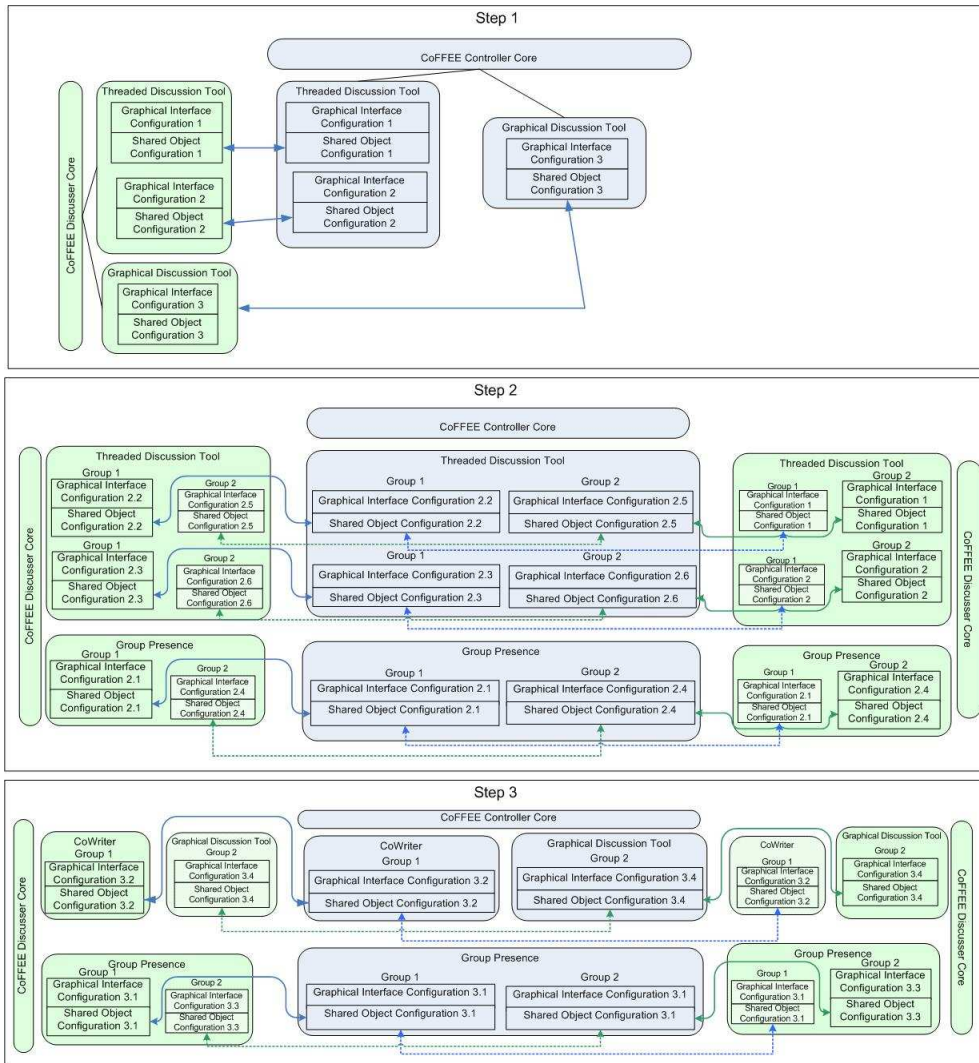 Step 1
CoFFEE Controller Core
CoFFEE Discusser Core
Threaded Discussion Tool
Graphical Interface
Configuration 1
Shared Object
Configuration 1
Graphical Interface
Configuration 2
Shared Object
Configuration 2
Graphical Discussion Tool
Graphical Interface
Configuration 3
Shared Object
Configuration 3
Threaded Discussion Tool
Graphical Interface
Configuration 1
Shared Object
Configuration 1
Graphical Interface
Configuration 2
Shared Object
Configuration 2
Graphical Discussion Tool
Graphical Interface
Configuration 3
Shared Object
Configuration 3
Step 2
CoFFEE Controller Core
CoFFEE Discusser Core
Threaded Discussion Tool
Group 1
Graphical Interface
Configuration 2.2
Shared Object
Configuration 2.2
Group 2
Graphical Interface
Configuration 2.5
Shared Object
Configuration 2.5
Group 1
Graphical Interface
Configuration 2.3
Shared Object
Configuration 2.3
Group 2
Graphical Interface
Configuration 2.6
Shared Object
Configuration 2.6
Group Presence
Group 1
Graphical Interface
Configuration 2.1
Shared Object
Configuration 2.1
Group 2
Graphical Interface
Configuration 2.4
Shared Object
Configuration 2.4
Threaded Discussion Tool
Group 1
Graphical Interface Configuration 2.2
Shared Object Configuration 2.2
Group 2
Graphical Interface Configuration 2.5
Shared Object Configuration 2.5
Group 1
Graphical Interface Configuration 2.3
Shared Object Configuration 2.3
Group 2
Graphical Interface Configuration 2.6
Shared Object Configuration 2.6
Group Presence
Group 1
Graphical Interface Configuration 2.1
Shared Object Configuration 2.1
Group 2
Graphical Interface Configuration 2.4
Shared Object Configuration 2.4
Threaded Discussion Tool
Group 1
Graphical Interface
Configuration 1
Shared Object
Configuration 1
Group 2
Graphical Interface
Configuration 1
Shared Object
Configuration 1
Group 1
Graphical Interface
Configuration 2
Shared Object
Configuration 2
Group 2
Graphical Interface
Configuration 2
Shared Object
Configuration 2
Group Presence
Group 1
Graphical Interface
Configuration 2.1
Shared Object
Configuration 2.1
Group 2
Graphical Interface
Configuration 2.4
Shared Object
Configuration 2.4
CoFFEE Discusser Core
Step 3
CoFFEE Controller Core
CoFFEE Discusser Core
CoWriter
Group 1
Graphical Interface
Configuration 3.2
Shared Object
Configuration 3.2
Graphical Discussion Tool
Group 2
Graphical Interface
Configuration 3.4
Shared Object
Configuration 3.4
CoWriter
Group 1
Graphical Interface Configuration 3.2
Shared Object Configuration 3.2
Graphical Discussion Tool
Group 2
Graphical Interface Configuration 3.4
Shared Object Configuration 3.4
CoWriter
Group 1
Graphical Interface
Configuration 3.2
Shared Object
Configuration 3.2
Graphical Discussion Tool
Group 2
Graphical Interface
Configuration 3.4
Shared Object
Configuration 3.4
Group Presence
Group 1
Graphical Interface
Configuration 3.1
Shared Object
Configuration 3.1
Group 2
Graphical Interface
Configuration 3.3
Shared Object
Configuration 3.3
Group Presence
Group 1
Graphical Interface Configuration 3.1
Shared Object Configuration 3.1
Group 2
Graphical Interface Configuration 3.1
Shared Object Configuration 3.1
Group Presence
Group 1
Graphical Interface
Configuration 3.1
Shared Object
Configuration 3.1
Group 2
Graphical Interface
Configuration 3.3
Shared Object
Configuration 3.3
CoFFEE Discusser Core